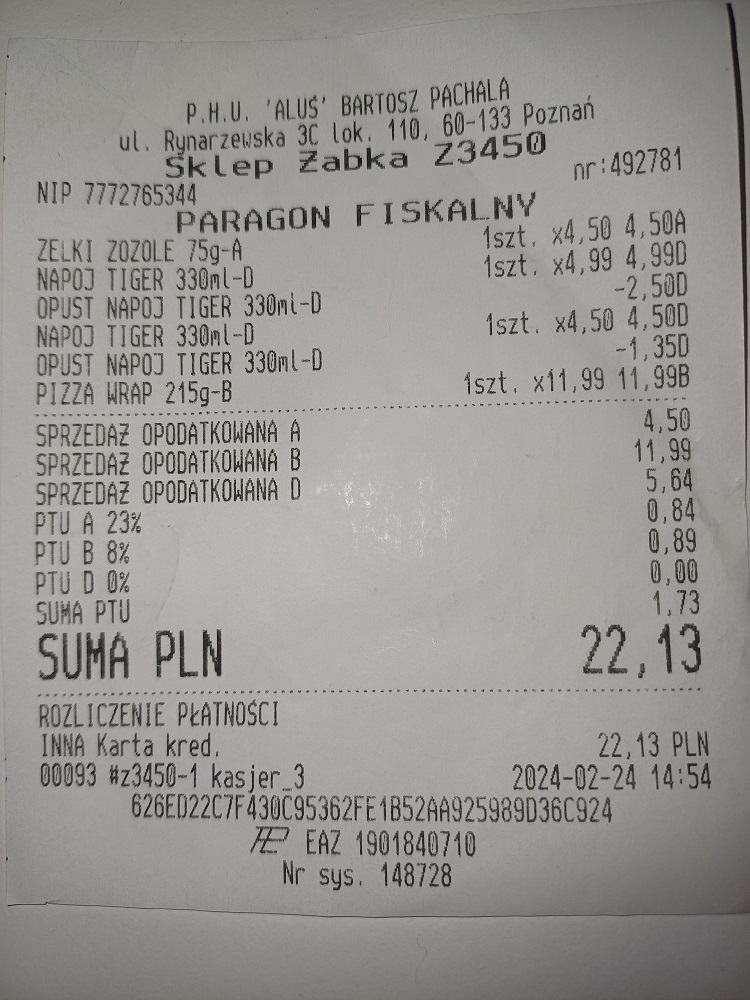 P.H.U. 'ALUŚ' BARTOSZ PACHALA
ul. Rynarzewska 3C lok. 110, 60-133 Poznań
Sklep Żabka Z3450
NIP 7772765344 nr:492781
PARAGON FISKALNY
ŻELKI ZOZOLE 75g-A 1szt. x4,50 4,50A
NAPOJ TIGER 330ml-D 1szt. x4,99 4,99D
OPUST NAPOJ TIGER 330ml-D -2,50D
NAPOJ TIGER 330ml-D 1szt. x4,50 4,50D
OPUST NAPOJ TIGER 330ml-D -1,35D
PIZZA WRAP 215g-B 1szt. x11,99 11,99B
SPRZEDAŻ OPODATKOWANA A 4,50
SPRZEDAŻ OPODATKOWANA B 11,99
SPRZEDAŻ OPODATKOWANA D 5,64
PTU A 23% 0,84
PTU B 8% 0,89
PTU D 0% 0,00
SUMA PTU 1,73
SUMA PLN 22,13
ROZLICZENIE PŁATNOŚCI
INNA Karta kred. 22,13 PLN
00093 #z3450-1 kasjer_3 2024-02-24 14:54
626ED22C7F430C95362FE1B52AA925989D36C924
EAZ 1901840710
Nr sys. 148728